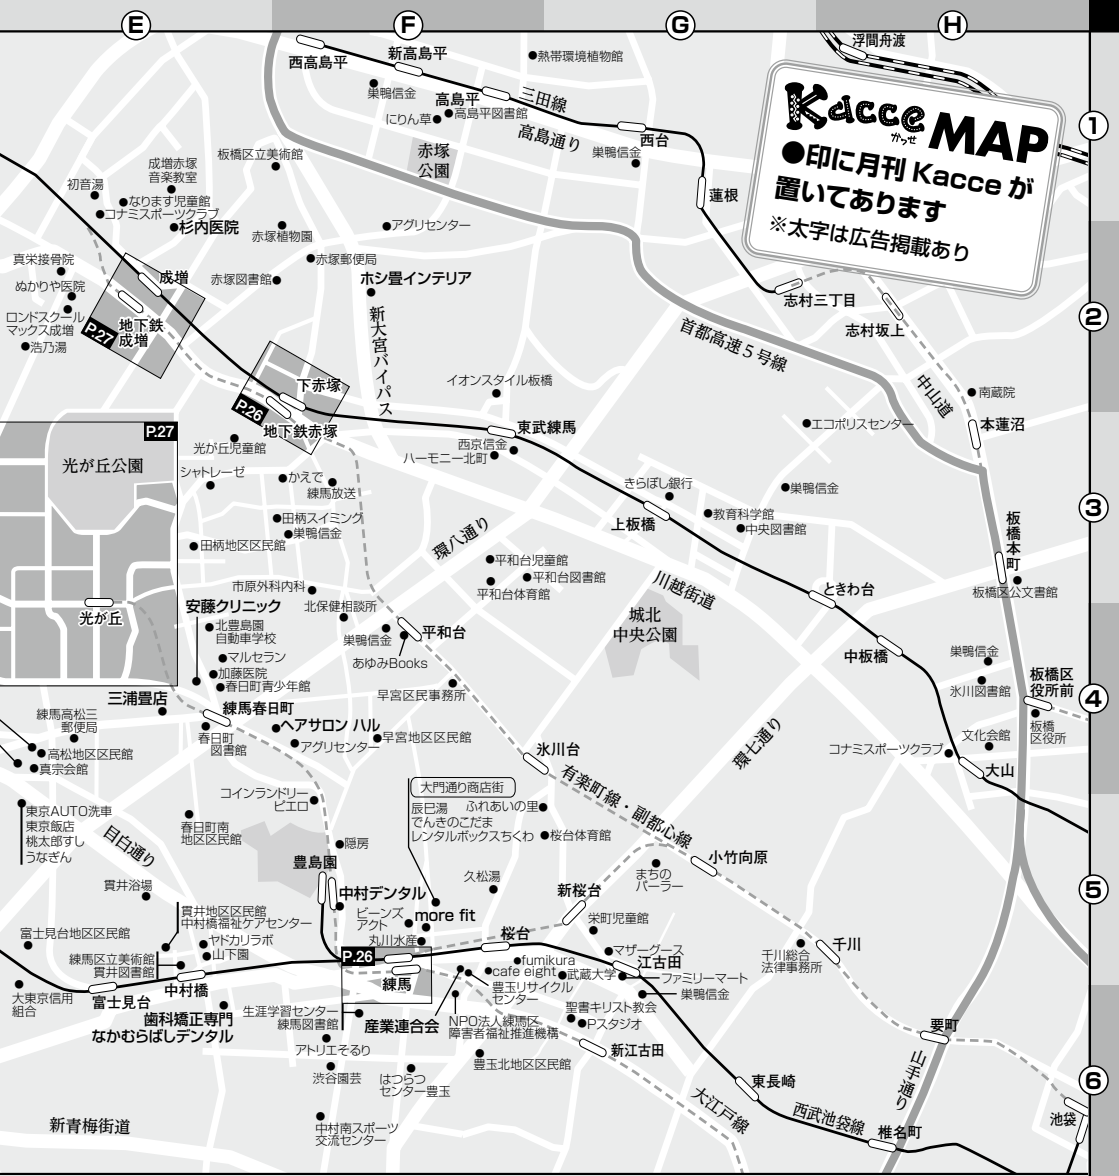 E
F
G
H
①
②
③
④
⑤
⑥
Kacce MAP
かっせ
●印に月刊 Kacce が
置いてあります
※太字は広告掲載あり
浮間舟渡
西高島平
新高島平
熱帯環境植物館
巣鴨信金
高島平
三田線
高島平図書館
にりん草
高島通り
西台
巣鴨信金
赤塚
公園
蓮根
板橋区立美術館
成増赤塚
音楽教室
初音湯
なります児童館
コナミスポーツクラブ
杉内医院
赤塚植物園
アグリセンター
真栄接骨院
ぬかりや医院
ロンドスクール
マックス成増
浩乃湯
成増
地下鉄
成増
P.27
赤塚図書館
赤塚郵便局
ホシ畳インテリア
新大宮バイパス
志村三丁目
志村坂上
首都高速5号線
中山道
南蔵院
本蓮沼
下赤塚
P.26
地下鉄赤塚
イオンスタイル板橋
東武練馬
西京信金
ハーモニー北町
エコポリスセンター
P.27
光が丘公園
光が丘
光が丘児童館
シャトレーゼ
かえで
練馬放送
田柄スイミング
巣鴨信金
田柄地区区民館
きらぼし銀行
巣鴨信金
上板橋
教育科学館
中央図書館
板橋本町
板橋区公文書館
環八通り
平和台児童館
平和台図書館
平和台体育館
川越街道
ときわ台
市原外科内科
北保健相談所
安藤クリニック
北豊島園
自動車学校
マルセラン
加藤医院
春日町青少年館
巣鴨信金
平和台
あゆみBooks
城北
中央公園
中板橋
巣鴨信金
氷川図書館
板橋区
役所前
三浦畳店
練馬春日町
早宮区民事務所
練馬高松三
郵便局
高松地区区民館
真宗会館
春日町
図書館
ヘアサロン ハル
アグリセンター
早宮地区区民館
氷川台
環七通り
コナミスポーツクラブ
文化会館
板橋
区役所
大山
東京AUTO洗車
東京飯店
桃太郎すし
うなぎん
目白通り
コインランドリー
ピエロ
春日町南
地区区民館
大門通り商店街
辰巳湯
でんきのこだま
レンタルボックスちくわ
ふれあいの里
桜台体育館
有楽町線・副都心線
小竹向原
まちの
パーラー
隠房
豊島園
中村デンタル
久松湯
新桜台
貫井浴場
ビーンズ
アクト
more fit
栄町児童館
丸川水産
桜台
富士見台地区区民館
貫井地区区民館
中村橋福祉ケアセンター
ヤドカリラボ
山下園
練馬区立美術館
貫井図書館
P.26
練馬
fumikura
cafe eight
豊玉リサイクル
センター
マザーグース
武蔵大学
江古田
ファミリーマート
巣鴨信金
千川総合
法律事務所
千川
大東京信用
組合
富士見台
中村橋
歯科矯正専門
なかむらばしデンタル
生涯学習センター
練馬図書館
産業連合会
NPO法人練馬区
障害者福祉推進機構
聖書キリスト教会
Pスタジオ
要町
アトリエそるり
渋谷園芸
はつらつ
センター豊玉
豊玉北地区区民館
新江古田
山手通り
東長崎
池袋
新青梅街道
中村南スポーツ
交流センター
大江戸線
西武池袋線
椎名町